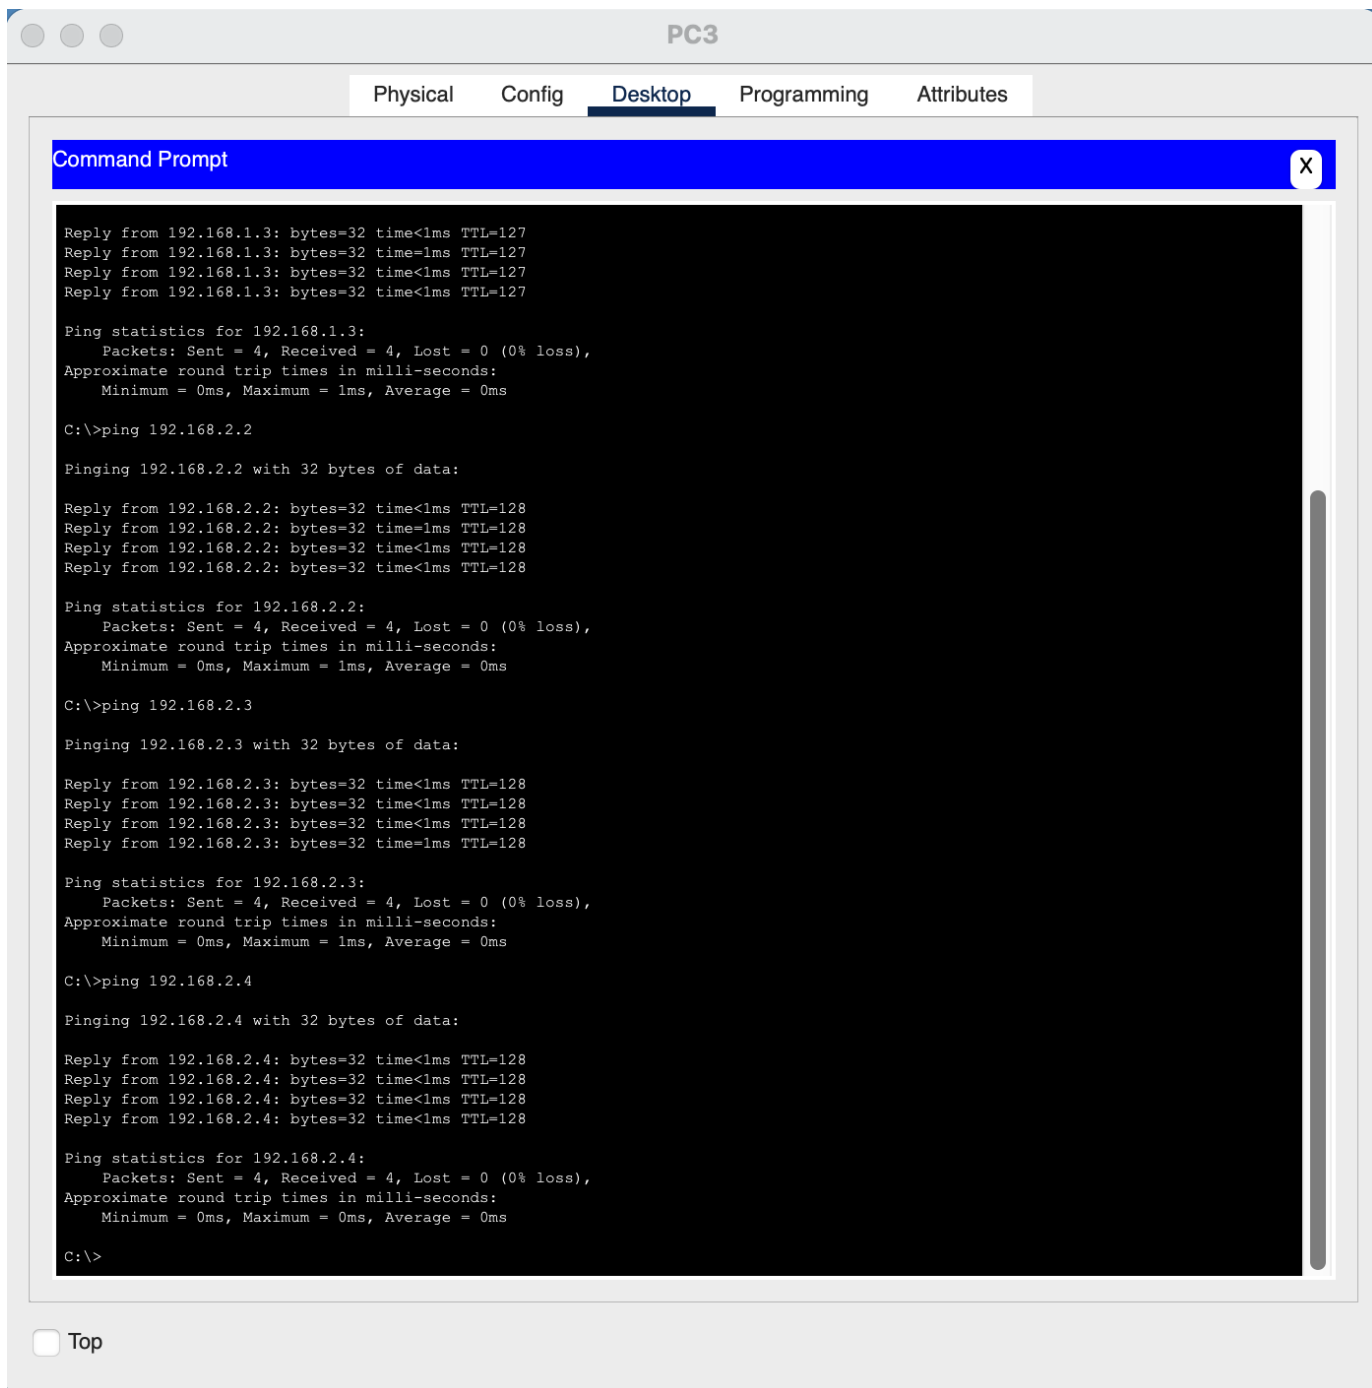 PC3
Physical Config Desktop Programming Attributes
Command Prompt
X
Reply from 192.168.1.3: bytes=32 time<1ms TTL=127
Reply from 192.168.1.3: bytes=32 time=1ms TTL=127
Reply from 192.168.1.3: bytes=32 time<1ms TTL=127
Reply from 192.168.1.3: bytes=32 time<1ms TTL=127
Ping statistics for 192.168.1.3:
Packets: Sent = 4, Received = 4, Lost = 0 (0% loss),
Approximate round trip times in milli-seconds:
Minimum = 0ms, Maximum = 1ms, Average = 0ms
C:\>ping 192.168.2.2
Pinging 192.168.2.2 with 32 bytes of data:
Reply from 192.168.2.2: bytes=32 time<1ms TTL=128
Reply from 192.168.2.2: bytes=32 time=1ms TTL=128
Reply from 192.168.2.2: bytes=32 time<1ms TTL=128
Reply from 192.168.2.2: bytes=32 time<1ms TTL=128
Ping statistics for 192.168.2.2:
Packets: Sent = 4, Received = 4, Lost = 0 (0% loss),
Approximate round trip times in milli-seconds:
Minimum = 0ms, Maximum = 1ms, Average = 0ms
C:\>ping 192.168.2.3
Pinging 192.168.2.3 with 32 bytes of data:
Reply from 192.168.2.3: bytes=32 time<1ms TTL=128
Reply from 192.168.2.3: bytes=32 time<1ms TTL=128
Reply from 192.168.2.3: bytes=32 time<1ms TTL=128
Reply from 192.168.2.3: bytes=32 time=1ms TTL=128
Ping statistics for 192.168.2.3:
Packets: Sent = 4, Received = 4, Lost = 0 (0% loss),
Approximate round trip times in milli-seconds:
Minimum = 0ms, Maximum = 1ms, Average = 0ms
C:\>ping 192.168.2.4
Pinging 192.168.2.4 with 32 bytes of data:
Reply from 192.168.2.4: bytes=32 time<1ms TTL=128
Reply from 192.168.2.4: bytes=32 time<1ms TTL=128
Reply from 192.168.2.4: bytes=32 time<1ms TTL=128
Reply from 192.168.2.4: bytes=32 time<1ms TTL=128
Ping statistics for 192.168.2.4:
Packets: Sent = 4, Received = 4, Lost = 0 (0% loss),
Approximate round trip times in milli-seconds:
Minimum = 0ms, Maximum = 0ms, Average = 0ms
C:\>
Top